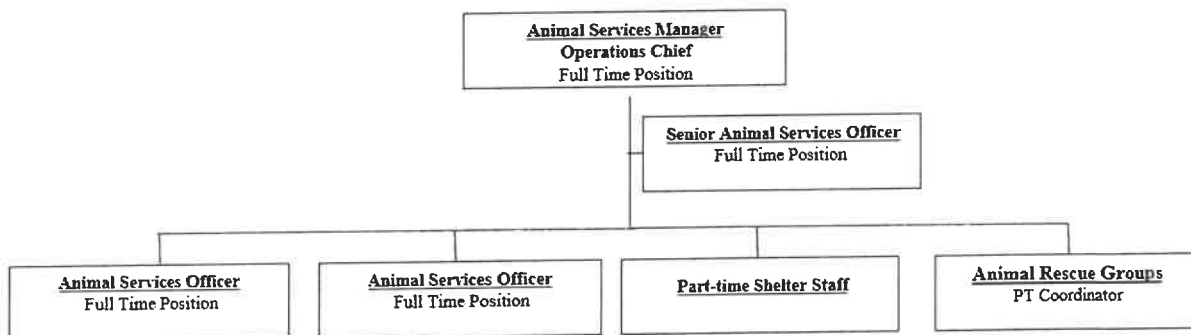 Animal Services Manager
Operations Chief
Full Time Position
Senior Animal Services Officer
Full Time Position
Animal Services Officer
Full Time Position
Animal Services Officer
Full Time Position
Part-time Shelter Staff
Animal Rescue Groups
PT Coordinator